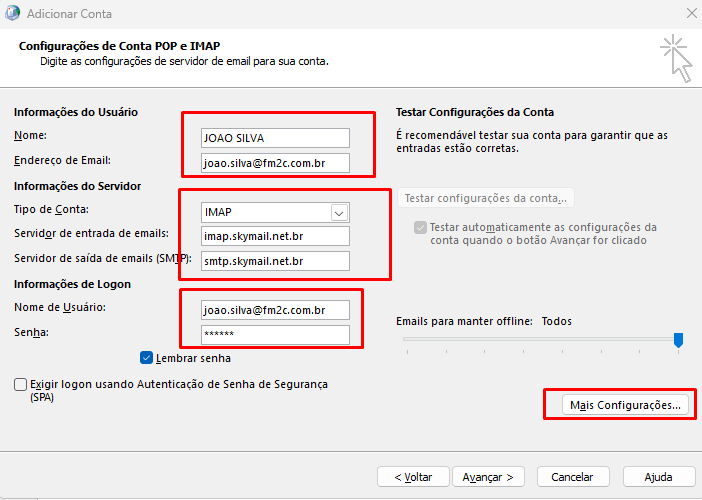 Adicionar Conta
Configurações de Conta POP e IMAP
Digite as configurações de servidor de email para sua conta.
Informações do Usuário
Nome: JOAO SILVA
Endereço de Email: joao.silva@fm2c.com.br
Informações do Servidor
Tipo de Conta: IMAP
Servidor de entrada de emails: imap.skymail.net.br
Servidor de saída de emails (SMTP): smtp.skymail.net.br
Informações de Logon
Nome de Usuário: joao.silva@fm2c.com.br
Senha: ******
Lembrar senha
Exigir logon usando Autenticação de Senha de Segurança
(SPA)
Testar Configurações da Conta
É recomendável testar sua conta para garantir que as
entradas estão corretas.
Testar configurações da conta...
Testar automaticamente as configurações da
conta quando o botão Avançar for clicado
Emails para manter offline: Todos
Mais Configurações...
< Voltar
Avançar >
Cancelar
Ajuda